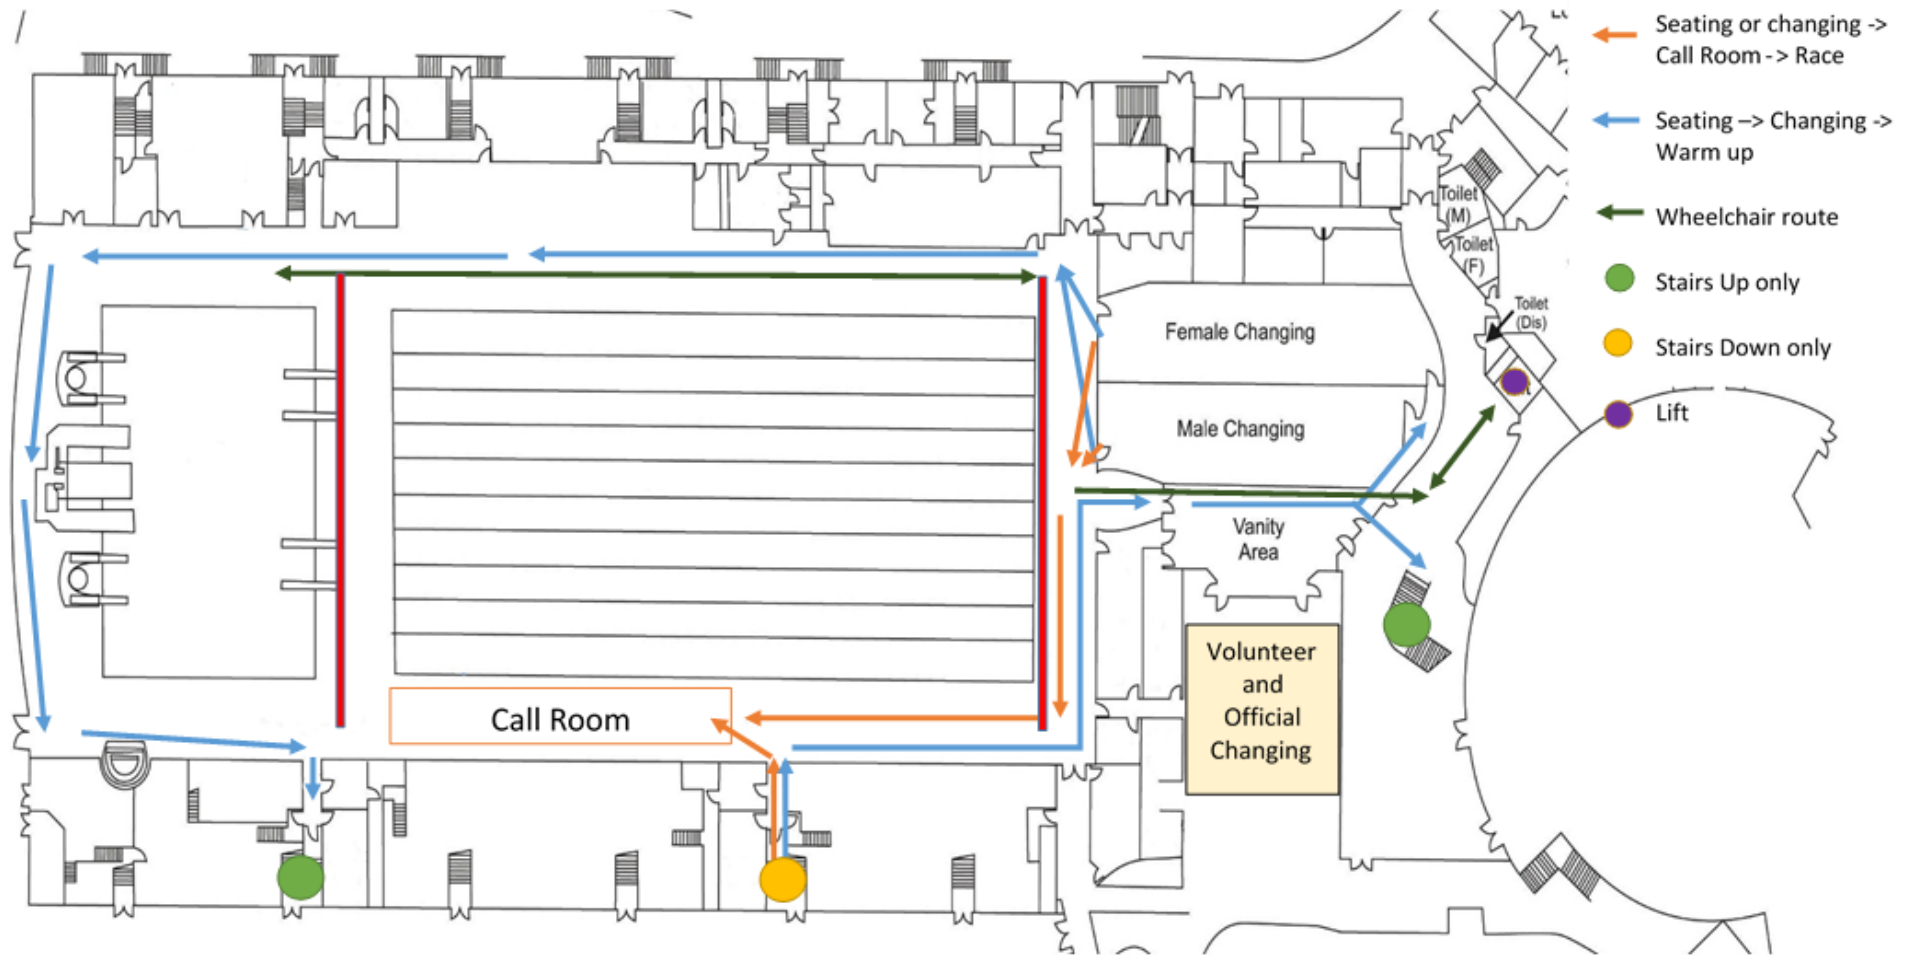 Seating or changing ->
Call Room -> Race
Seating –> Changing ->
Warm up
Wheelchair route
Stairs Up only
Stairs Down only
Lift
Toilet
(M)
Toilet
(F)
Toilet
(Dis)
Female Changing
Male Changing
Vanity
Area
Volunteer
and
Official
Changing
Call Room